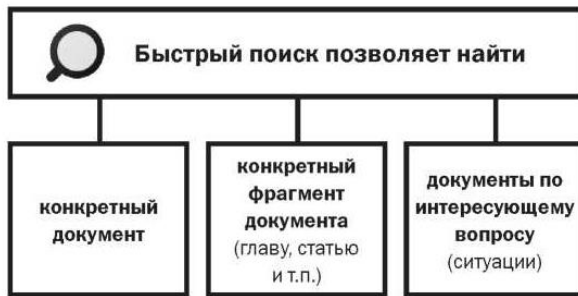 Быстрый поиск позволяет найти
конкретный
документ
конкретный
фрагмент
документа
(главу, статью
и т.п.)
документы по
интересующему
вопросу
(ситуации)